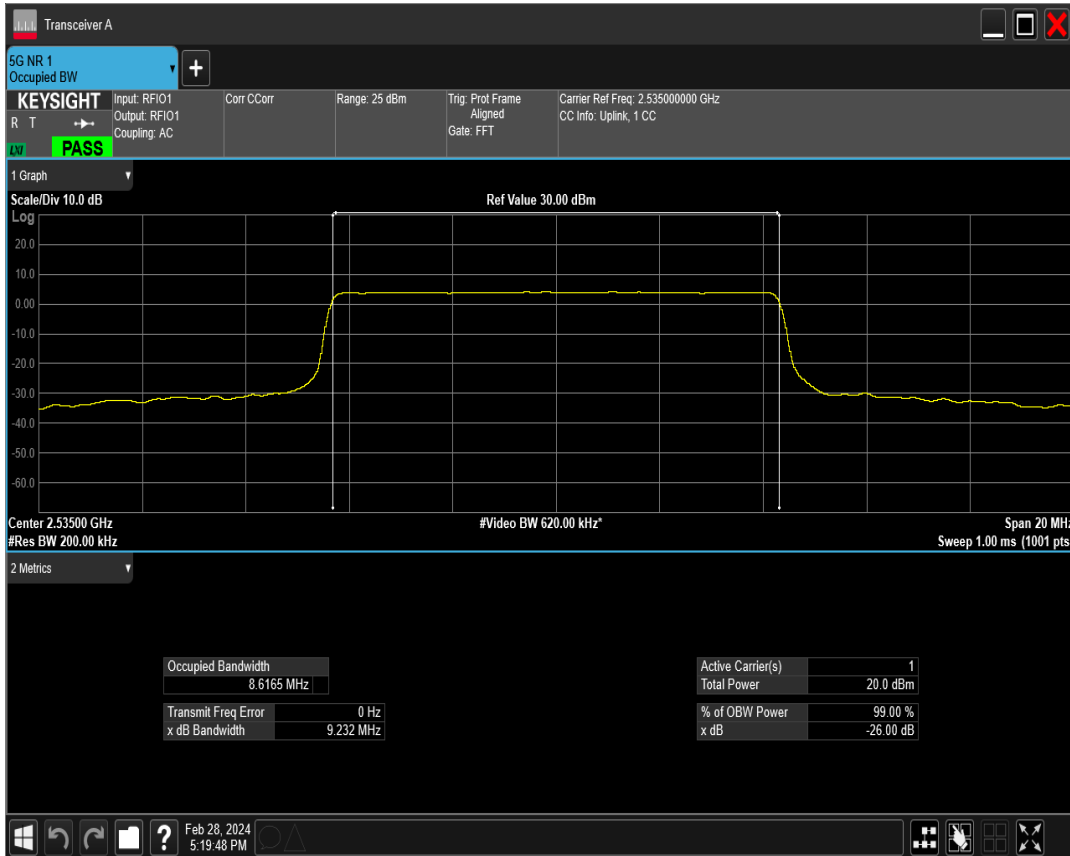 Transceiver A
5G NR 1
Occupied BW
KEYSIGHT
R T
LXI
PASS
Input: RFIO1
Output: RFIO1
Coupling: AC
Corr CCorr
Range: 25 dBm
Trig: Prot Frame
Aligned
Gate: FFT
Carrier Ref Freq: 2.535000000 GHz
CC Info: Uplink, 1 CC
1 Graph
Scale/Div 10.0 dB
Ref Value 30.00 dBm
Log
20.0
10.0
0.00
-10.0
-20.0
-30.0
-40.0
-50.0
-60.0
Center 2.53500 GHz
#Video BW 620.00 kHz*
Span 20 MHz
#Res BW 200.00 kHz
Sweep 1.00 ms (1001 pts
2 Metrics
Occupied Bandwidth
8.6165 MHz
Transmit Freq Error 0 Hz
x dB Bandwidth 9.232 MHz
Active Carrier(s) 1
Total Power 20.0 dBm
% of OBW Power 99.00 %
x dB -26.00 dB
?
Feb 28, 2024
5:19:48 PM